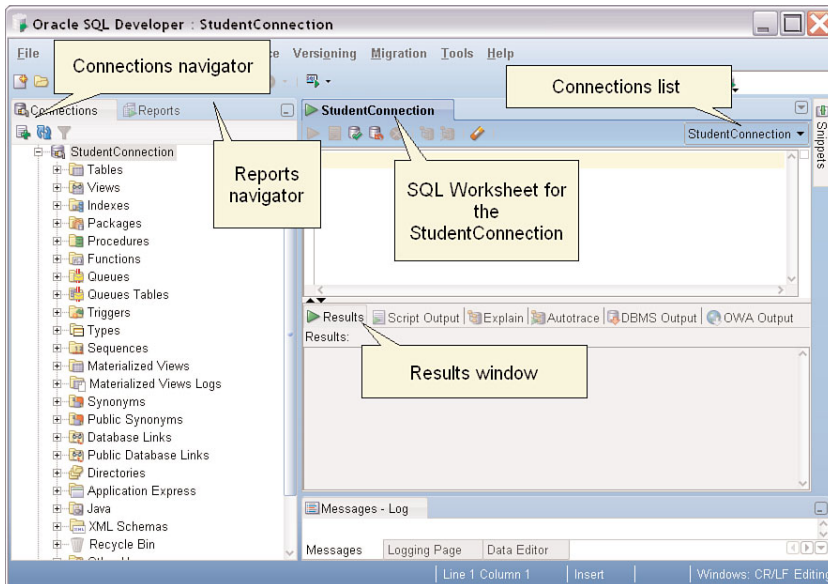 Oracle SQL Developer : StudentConnection
File
Versioning Migration Tools Help
Connections navigator
Connections list
Connections
Reports
StudentConnection
StudentConnection
Snippets
Reports navigator
SQL Worksheet for the StudentConnection
StudentConnection
Tables
Views
Indexes
Packages
Procedures
Functions
Queues
Queues Tables
Triggers
Types
Sequences
Materialized Views
Materialized Views Logs
Synonyms
Public Synonyms
Database Links
Public Database Links
Directories
Application Express
Java
XML Schemas
Recycle Bin
Results Script Output Explain Autotrace DBMS Output OWA Output
Results:
Results window
Messages - Log
Messages Logging Page Data Editor
Line 1 Column 1 Insert Windows: CR/LF Editing